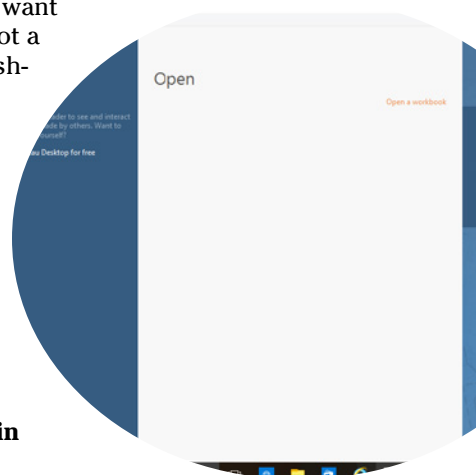 want
ot a
sh-
Open
Open a workbook
ader to see and interact
ade by others. Want to
ourself?
au Desktop for free
in